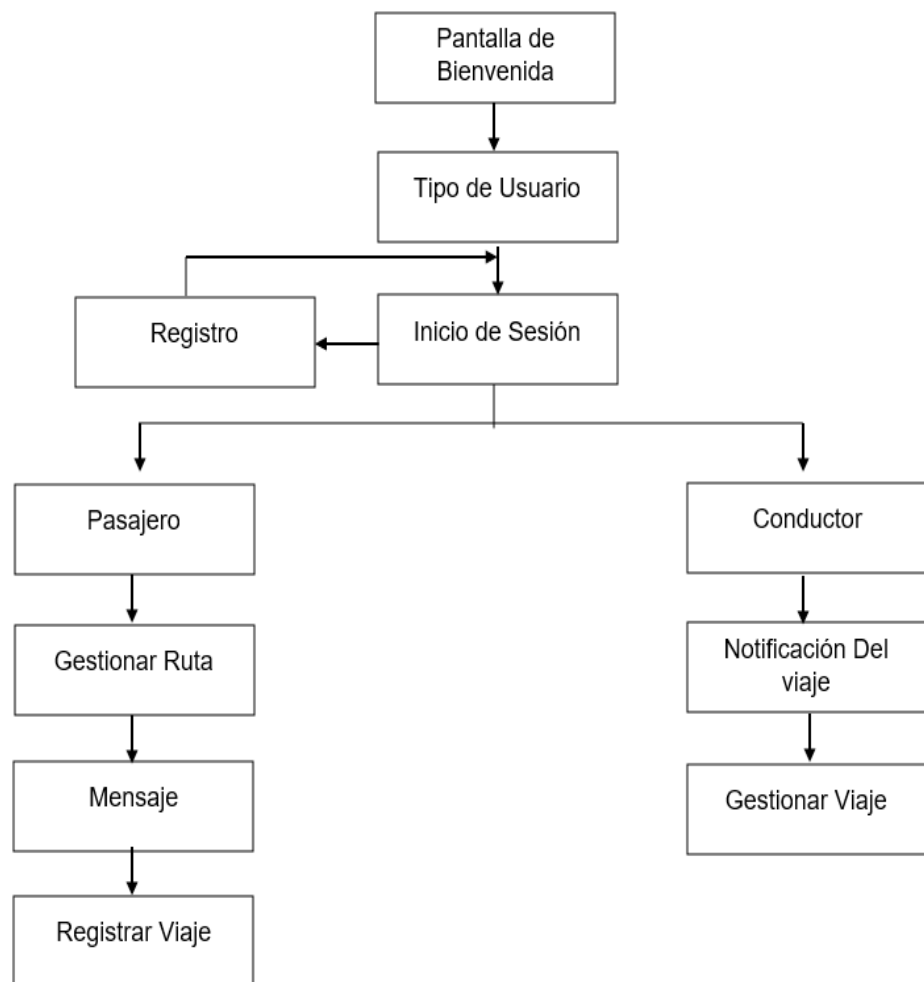 Pantalla de
Bienvenida
Tipo de Usuario
Registro
Inicio de Sesión
Pasajero
Conductor
Gestionar Ruta
Notificación Del
viaje
Mensaje
Gestionar Viaje
Registrar Viaje